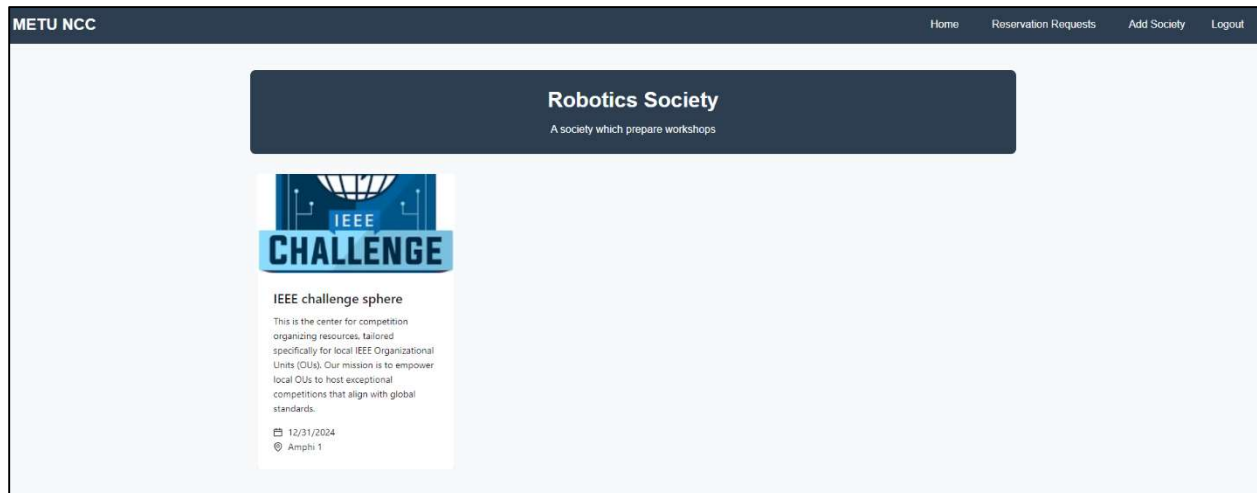 METU NCC
Home Reservation Requests Add Society Logout
Robotics Society
A society which prepare workshops
IEEE
CHALLENGE
IEEE challenge sphere
This is the center for competition
organizing resources, tailored
specifically for local IEEE Organizational
Units (OUs). Our mission is to empower
local OUs to host exceptional
competitions that align with global
standards.
12/31/2024
Amphi 1